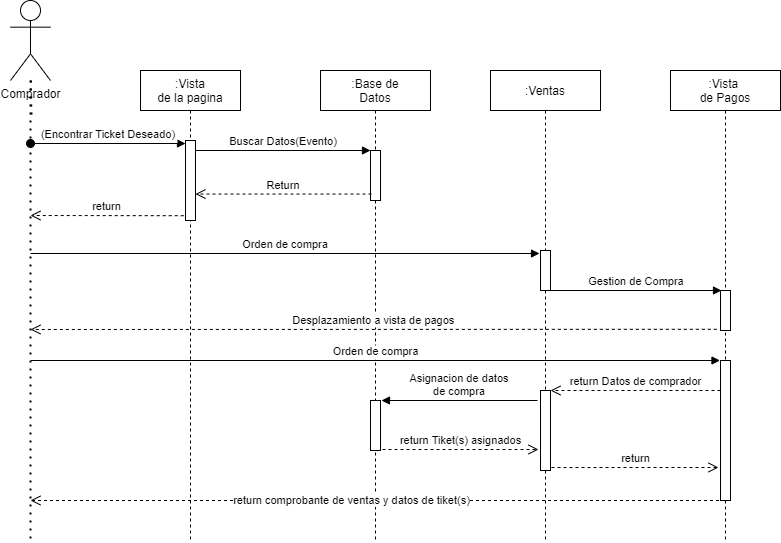 Comprador
:Vista
de la pagina
:Base de
Datos
:Ventas
:Vista
de Pagos
(Encontrar Ticket Deseado)
Buscar Datos(Evento)
Return
return
Orden de compra
Gestion de Compra
Desplazamiento a vista de pagos
Orden de compra
return Datos de comprador
Asignacion de datos
de compra
return Tiket(s) asignados
return
return comprobante de ventas y datos de tiket(s)